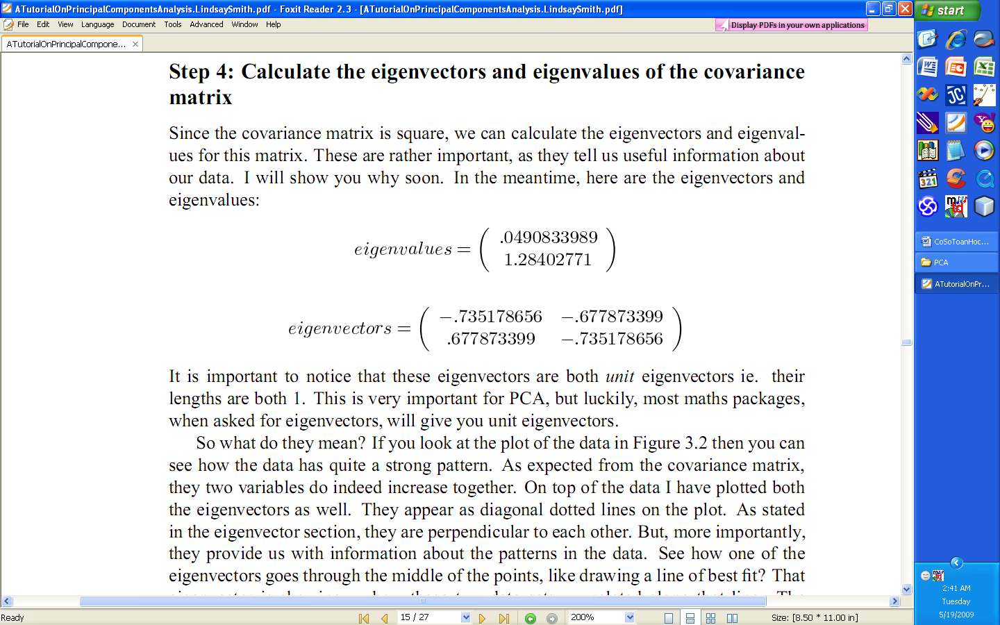 ATutorialOnPrincipalComponentsAnalysis.LindsaySmith.pdf - Foxit Reader 2.3 - [ATutorialOnPrincipalComponentsAnalysis.LindsaySmith.pdf]
File Edit View Language Document Tools Advanced Window Help
Display PDFs in your own applications
ATutorialOnPrincipalCompone...
Step 4: Calculate the eigenvectors and eigenvalues of the covariance
matrix
Since the covariance matrix is square, we can calculate the eigenvectors and eigenval-
ues for this matrix. These are rather important, as they tell us useful information about
our data. I will show you why soon. In the meantime, here are the eigenvectors and
eigenvalues:
eigenvalues = ( .0490833989
1.28402771 )
eigenvectors = ( −.735178656 −.677873399
.677873399 −.735178656 )
It is important to notice that these eigenvectors are both unit eigenvectors ie. their
lengths are both 1. This is very important for PCA, but luckily, most maths packages,
when asked for eigenvectors, will give you unit eigenvectors.
So what do they mean? If you look at the plot of the data in Figure 3.2 then you can
see how the data has quite a strong pattern. As expected from the covariance matrix,
they two variables do indeed increase together. On top of the data I have plotted both
the eigenvectors as well. They appear as diagonal dotted lines on the plot. As stated
in the eigenvector section, they are perpendicular to each other. But, more importantly,
they provide us with information about the patterns in the data. See how one of the
eigenvectors goes through the middle of the points, like drawing a line of best fit? That
Ready
15 / 27
200%
Size: [8.50 * 11.00 in]
start
JC
321
CoSoToanHoc...
PCA
ATutorialOnPr...
2:41 AM
Tuesday
5/19/2009